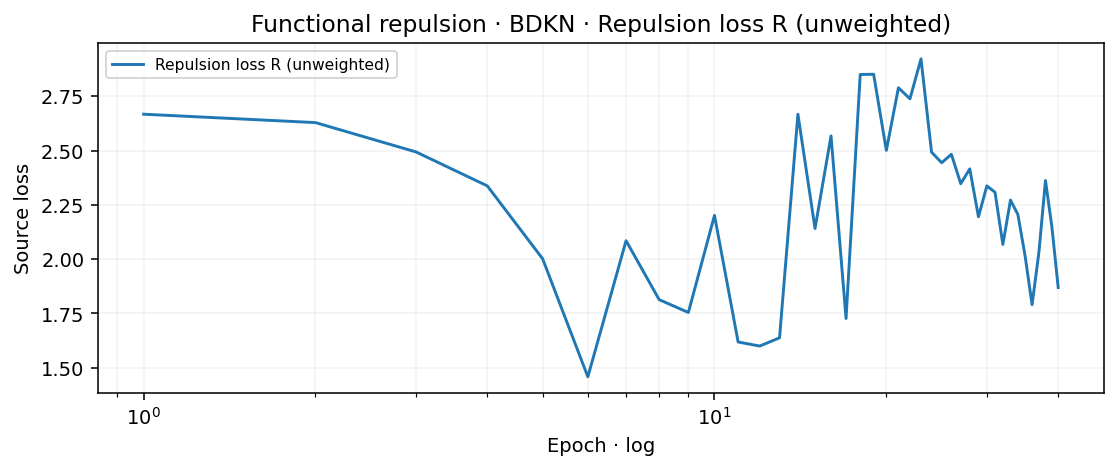 Functional repulsion · BDKN · Repulsion loss R (unweighted)
Repulsion loss R (unweighted)
Source loss
2.75
2.50
2.25
2.00
1.75
1.50
10⁰
10¹
Epoch · log